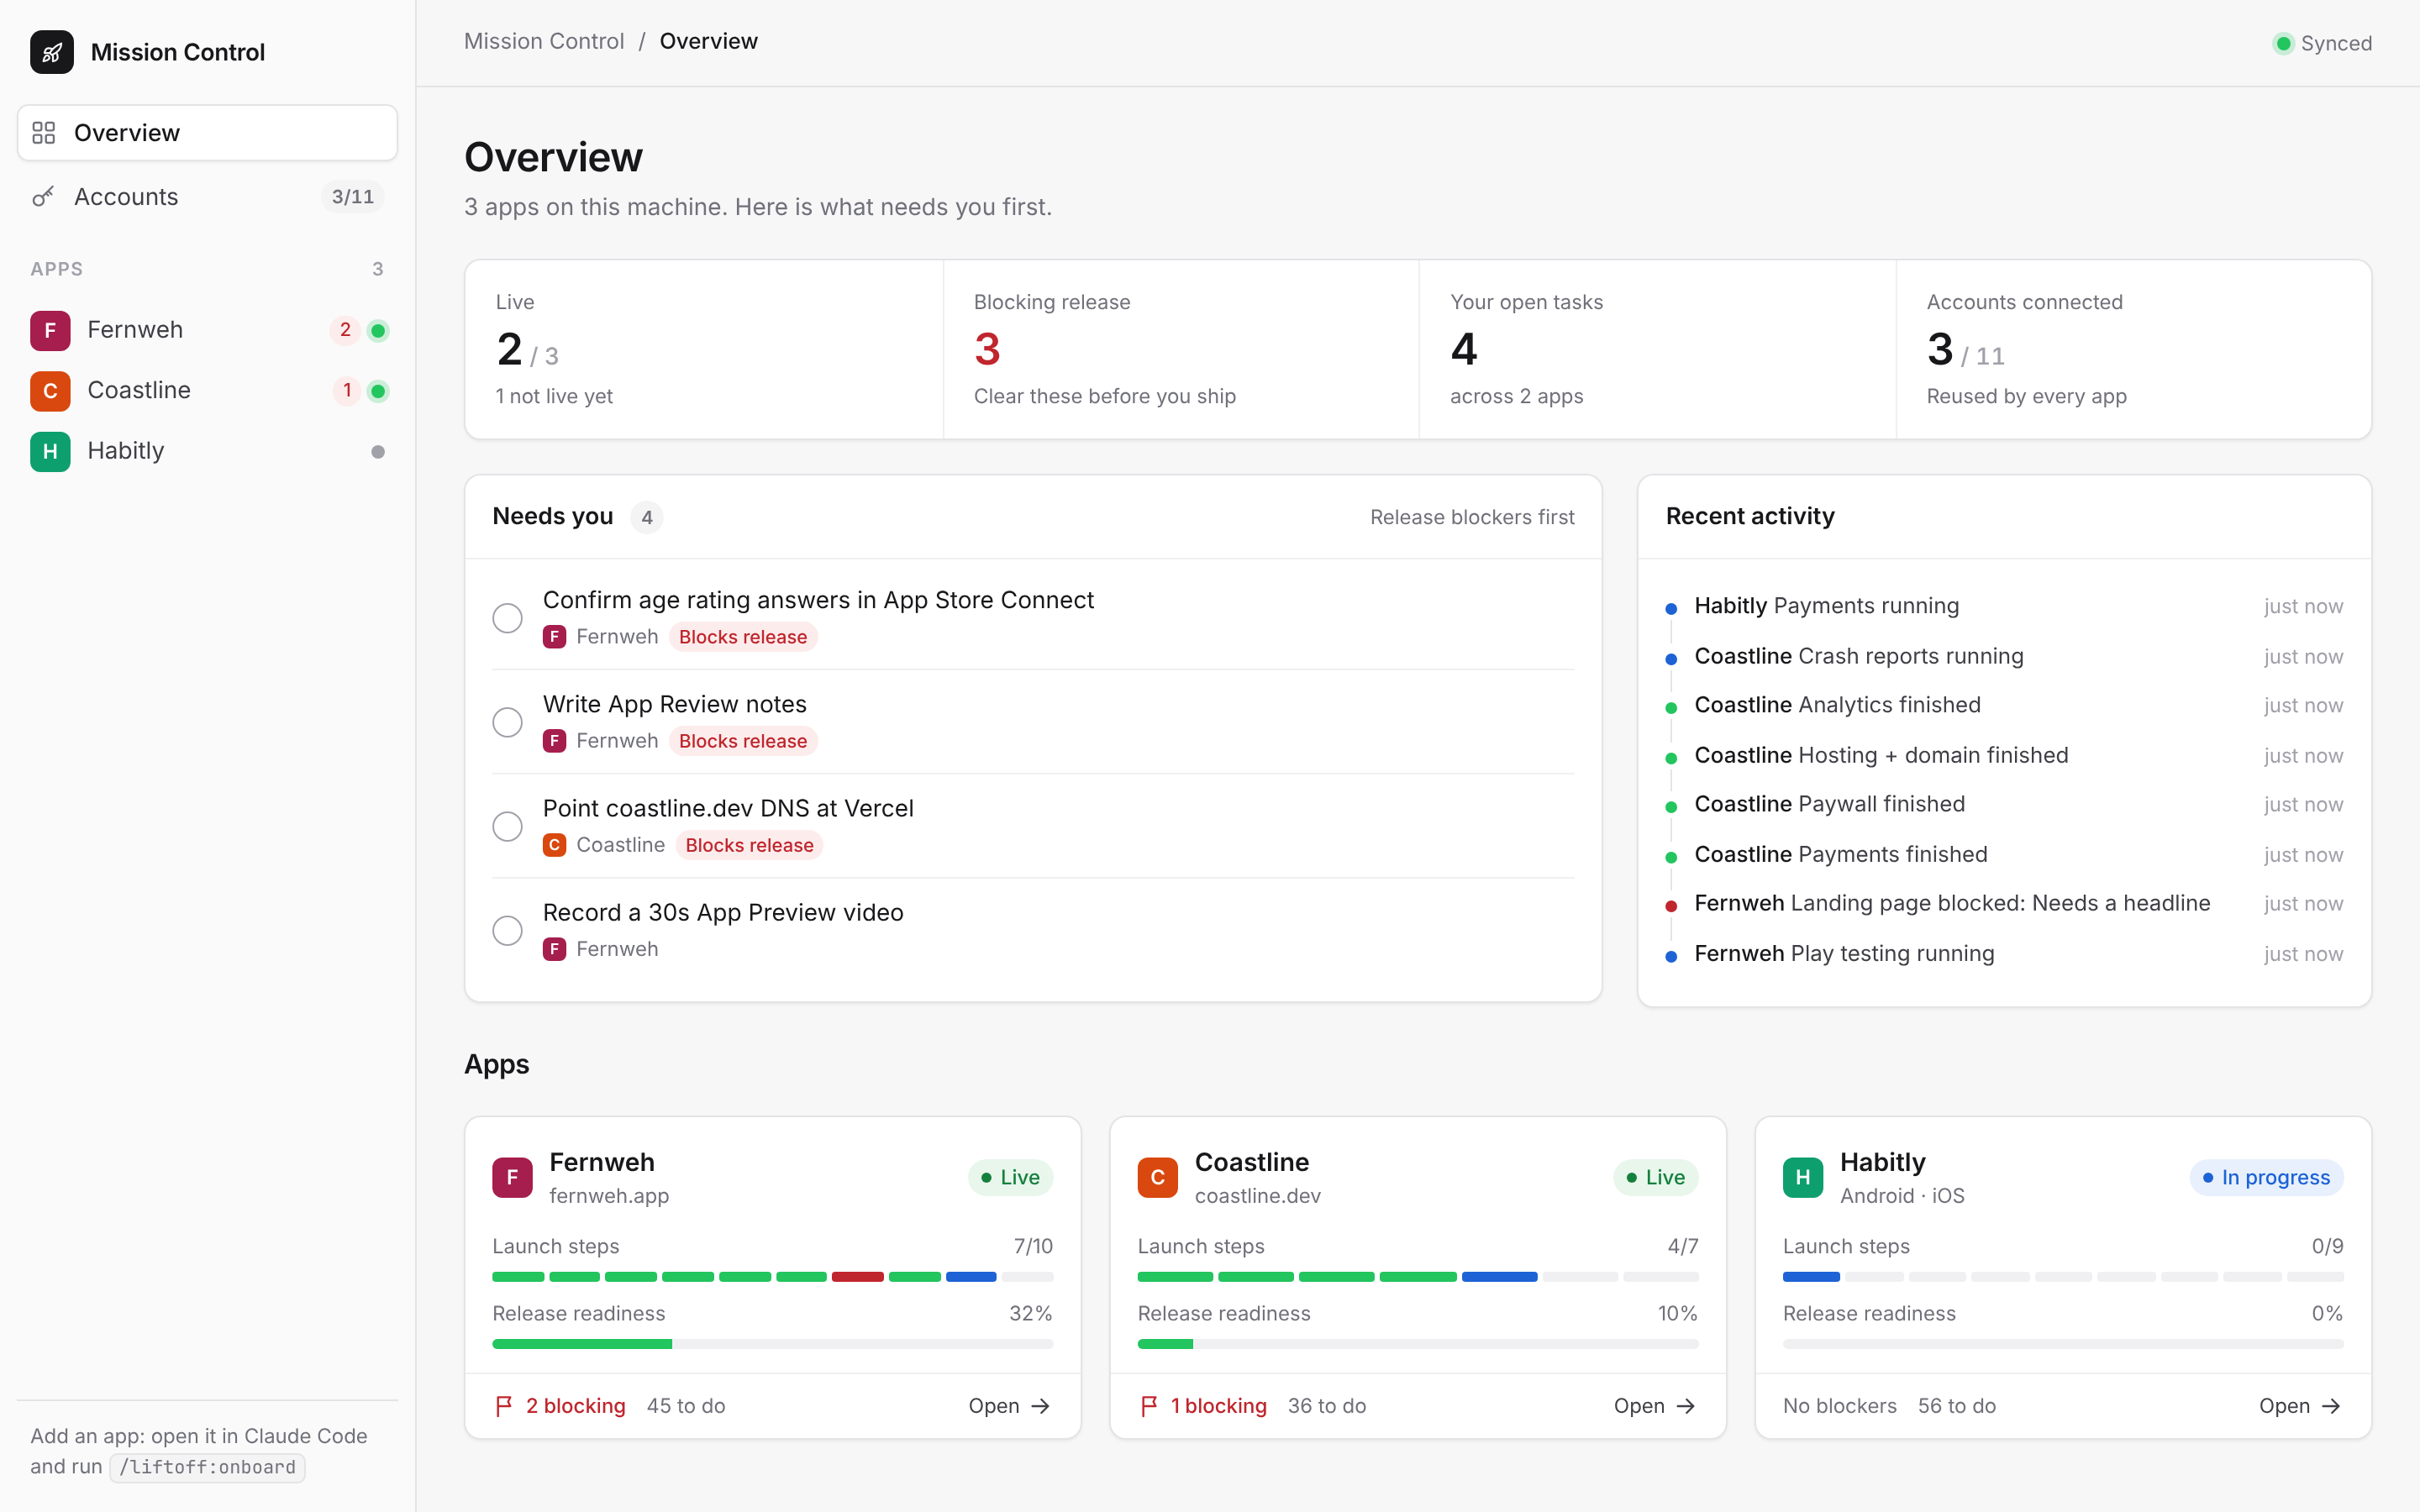 Mission Control
Overview
Accounts 3/11
APPS 3
F Fernweh 2
C Coastline 1
H Habitly
Add an app: open it in Claude Code
and run /liftoff:onboard
Mission Control / Overview
Synced
Overview
3 apps on this machine. Here is what needs you first.
Live
2 / 3
1 not live yet
Blocking release
3
Clear these before you ship
Your open tasks
4
across 2 apps
Accounts connected
3 / 11
Reused by every app
Needs you 4 Release blockers first
Confirm age rating answers in App Store Connect
F Fernweh Blocks release
Write App Review notes
F Fernweh Blocks release
Point coastline.dev DNS at Vercel
C Coastline Blocks release
Record a 30s App Preview video
F Fernweh
Recent activity
Habitly Payments running just now
Coastline Crash reports running just now
Coastline Analytics finished just now
Coastline Hosting + domain finished just now
Coastline Paywall finished just now
Coastline Payments finished just now
Fernweh Landing page blocked: Needs a headline just now
Fernweh Play testing running just now
Apps
F Fernweh Live
fernweh.app
Launch steps 7/10
Release readiness 32%
2 blocking 45 to do Open →
C Coastline Live
coastline.dev
Launch steps 4/7
Release readiness 10%
1 blocking 36 to do Open →
H Habitly In progress
Android · iOS
Launch steps 0/9
Release readiness 0%
No blockers 56 to do Open →